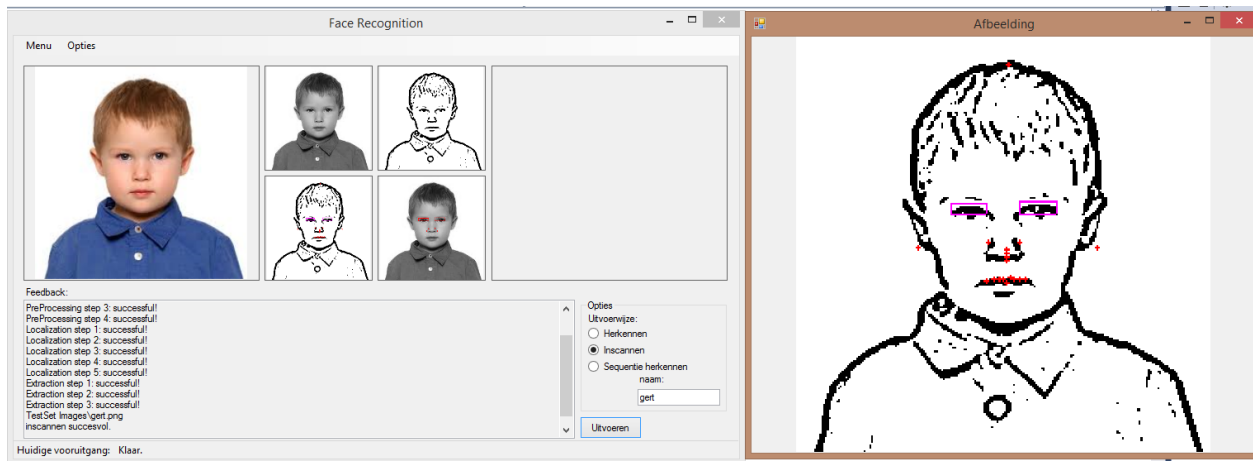 Face Recognition
Menu Opties
Feedback:
PreProcessing step 3: successful!
PreProcessing step 4: successful!
Localization step 1: successful!
Localization step 2: successful!
Localization step 3: successful!
Localization step 4: successful!
Localization step 5: successful!
Extraction step 1: successful!
Extraction step 2: successful!
Extraction step 3: successful!
TestSet Images\gert.png
inscannen succesvol.
Opties
Uitvoerwijze:
Herkennen
Inscannen
Sequentie herkennen
naam:
gert
Uitvoeren
Huidige vooruitgang: Klaar.
Afbeelding